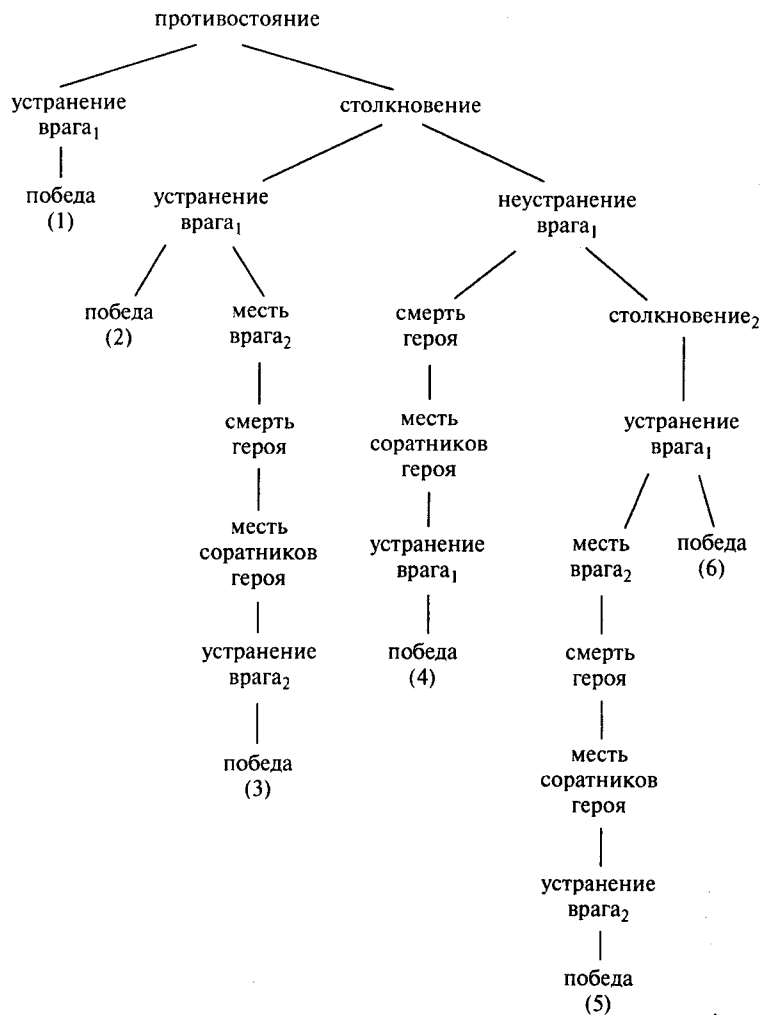 противостояние
устранение
врага₁
столкновение
победа
(1)
устранение
врага₁
неустранение
врага₁
победа
(2)
месть
врага₂
смерть
героя
столкновение₂
смерть
героя
месть
соратников
героя
устранение
врага₁
месть
соратников
героя
устранение
врага₁
месть
врага₂
победа
(6)
устранение
врага₂
победа
(4)
смерть
героя
победа
(3)
месть
соратников
героя
устранение
врага₂
победа
(5)